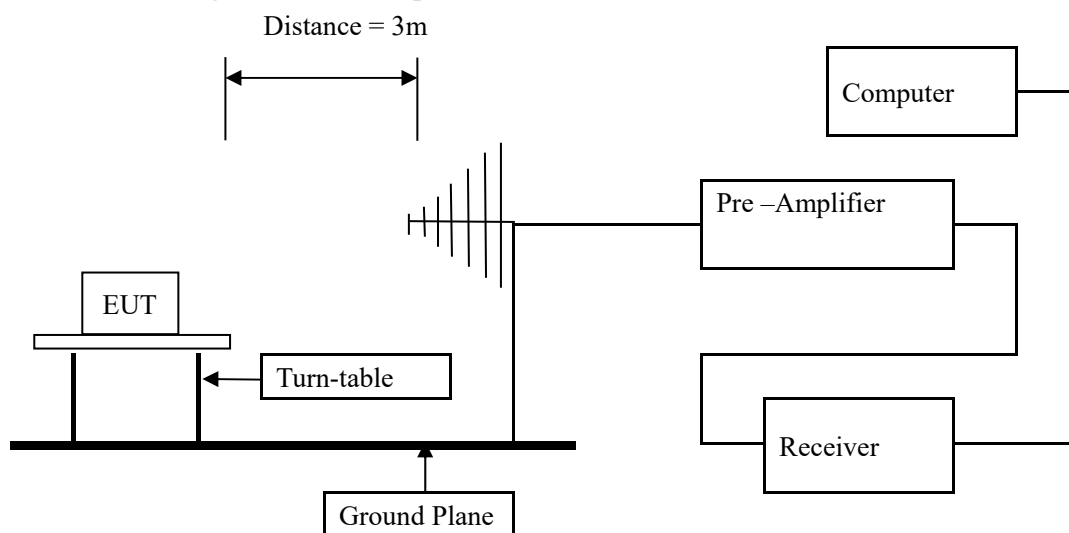 Distance = 3m
Computer
Pre –Amplifier
EUT
Turn-table
Receiver
Ground Plane